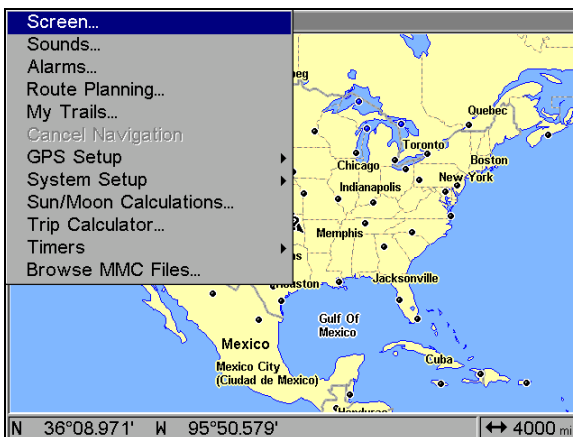 Screen...
Sounds...
Alarms...
Route Planning...
My Trails...
Cancel Navigation
GPS Setup
System Setup
Sun/Moon Calculations...
Trip Calculator...
Timers
Browse MMC Files...
Quebec
Toronto
Chicago
Boston
New York
Indianapolis
Memphis
Jacksonville
Gulf Of
Mexico
Mexico
Cuba
Mexico City
(Ciudad de Mexico)
N 36°08.971' W 95°50.579'
↔ 4000 mi